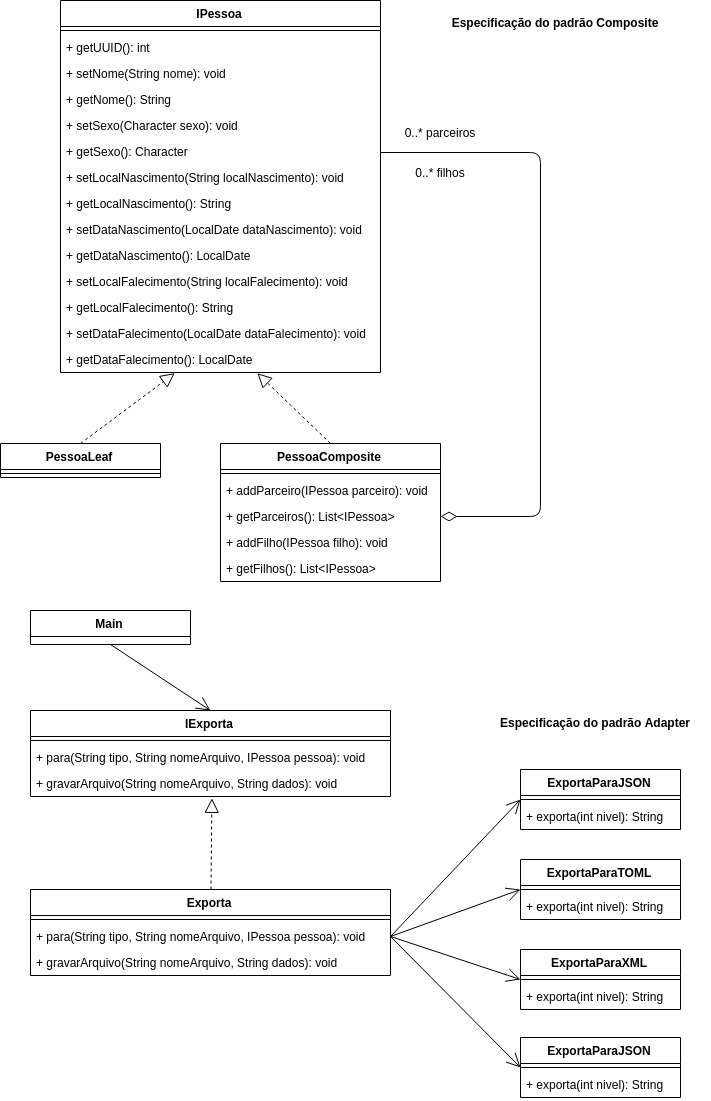 IPessoa
Especificação do padrão Composite
+ getUUID(): int
+ setNome(String nome): void
+ getNome(): String
+ setSexo(Character sexo): void
0..* parceiros
+ getSexo(): Character
+ setLocalNascimento(String localNascimento): void
0..* filhos
+ getLocalNascimento(): String
+ setDataNascimento(LocalDate dataNascimento): void
+ getDataNascimento(): LocalDate
+ setLocalFalecimento(String localFalecimento): void
+ getLocalFalecimento(): String
+ setDataFalecimento(LocalDate dataFalecimento): void
+ getDataFalecimento(): LocalDate
PessoaLeaf
PessoaComposite
+ addParceiro(IPessoa parceiro): void
+ getParceiros(): List<IPessoa>
+ addFilho(IPessoa filho): void
+ getFilhos(): List<IPessoa>
Main
IExporta
Especificação do padrão Adapter
+ para(String tipo, String nomeArquivo, IPessoa pessoa): void
+ gravarArquivo(String nomeArquivo, String dados): void
ExportaParaJSON
+ exporta(int nivel): String
ExportaParaTOML
+ exporta(int nivel): String
Exporta
+ para(String tipo, String nomeArquivo, IPessoa pessoa): void
+ gravarArquivo(String nomeArquivo, String dados): void
ExportaParaXML
+ exporta(int nivel): String
ExportaParaJSON
+ exporta(int nivel): String